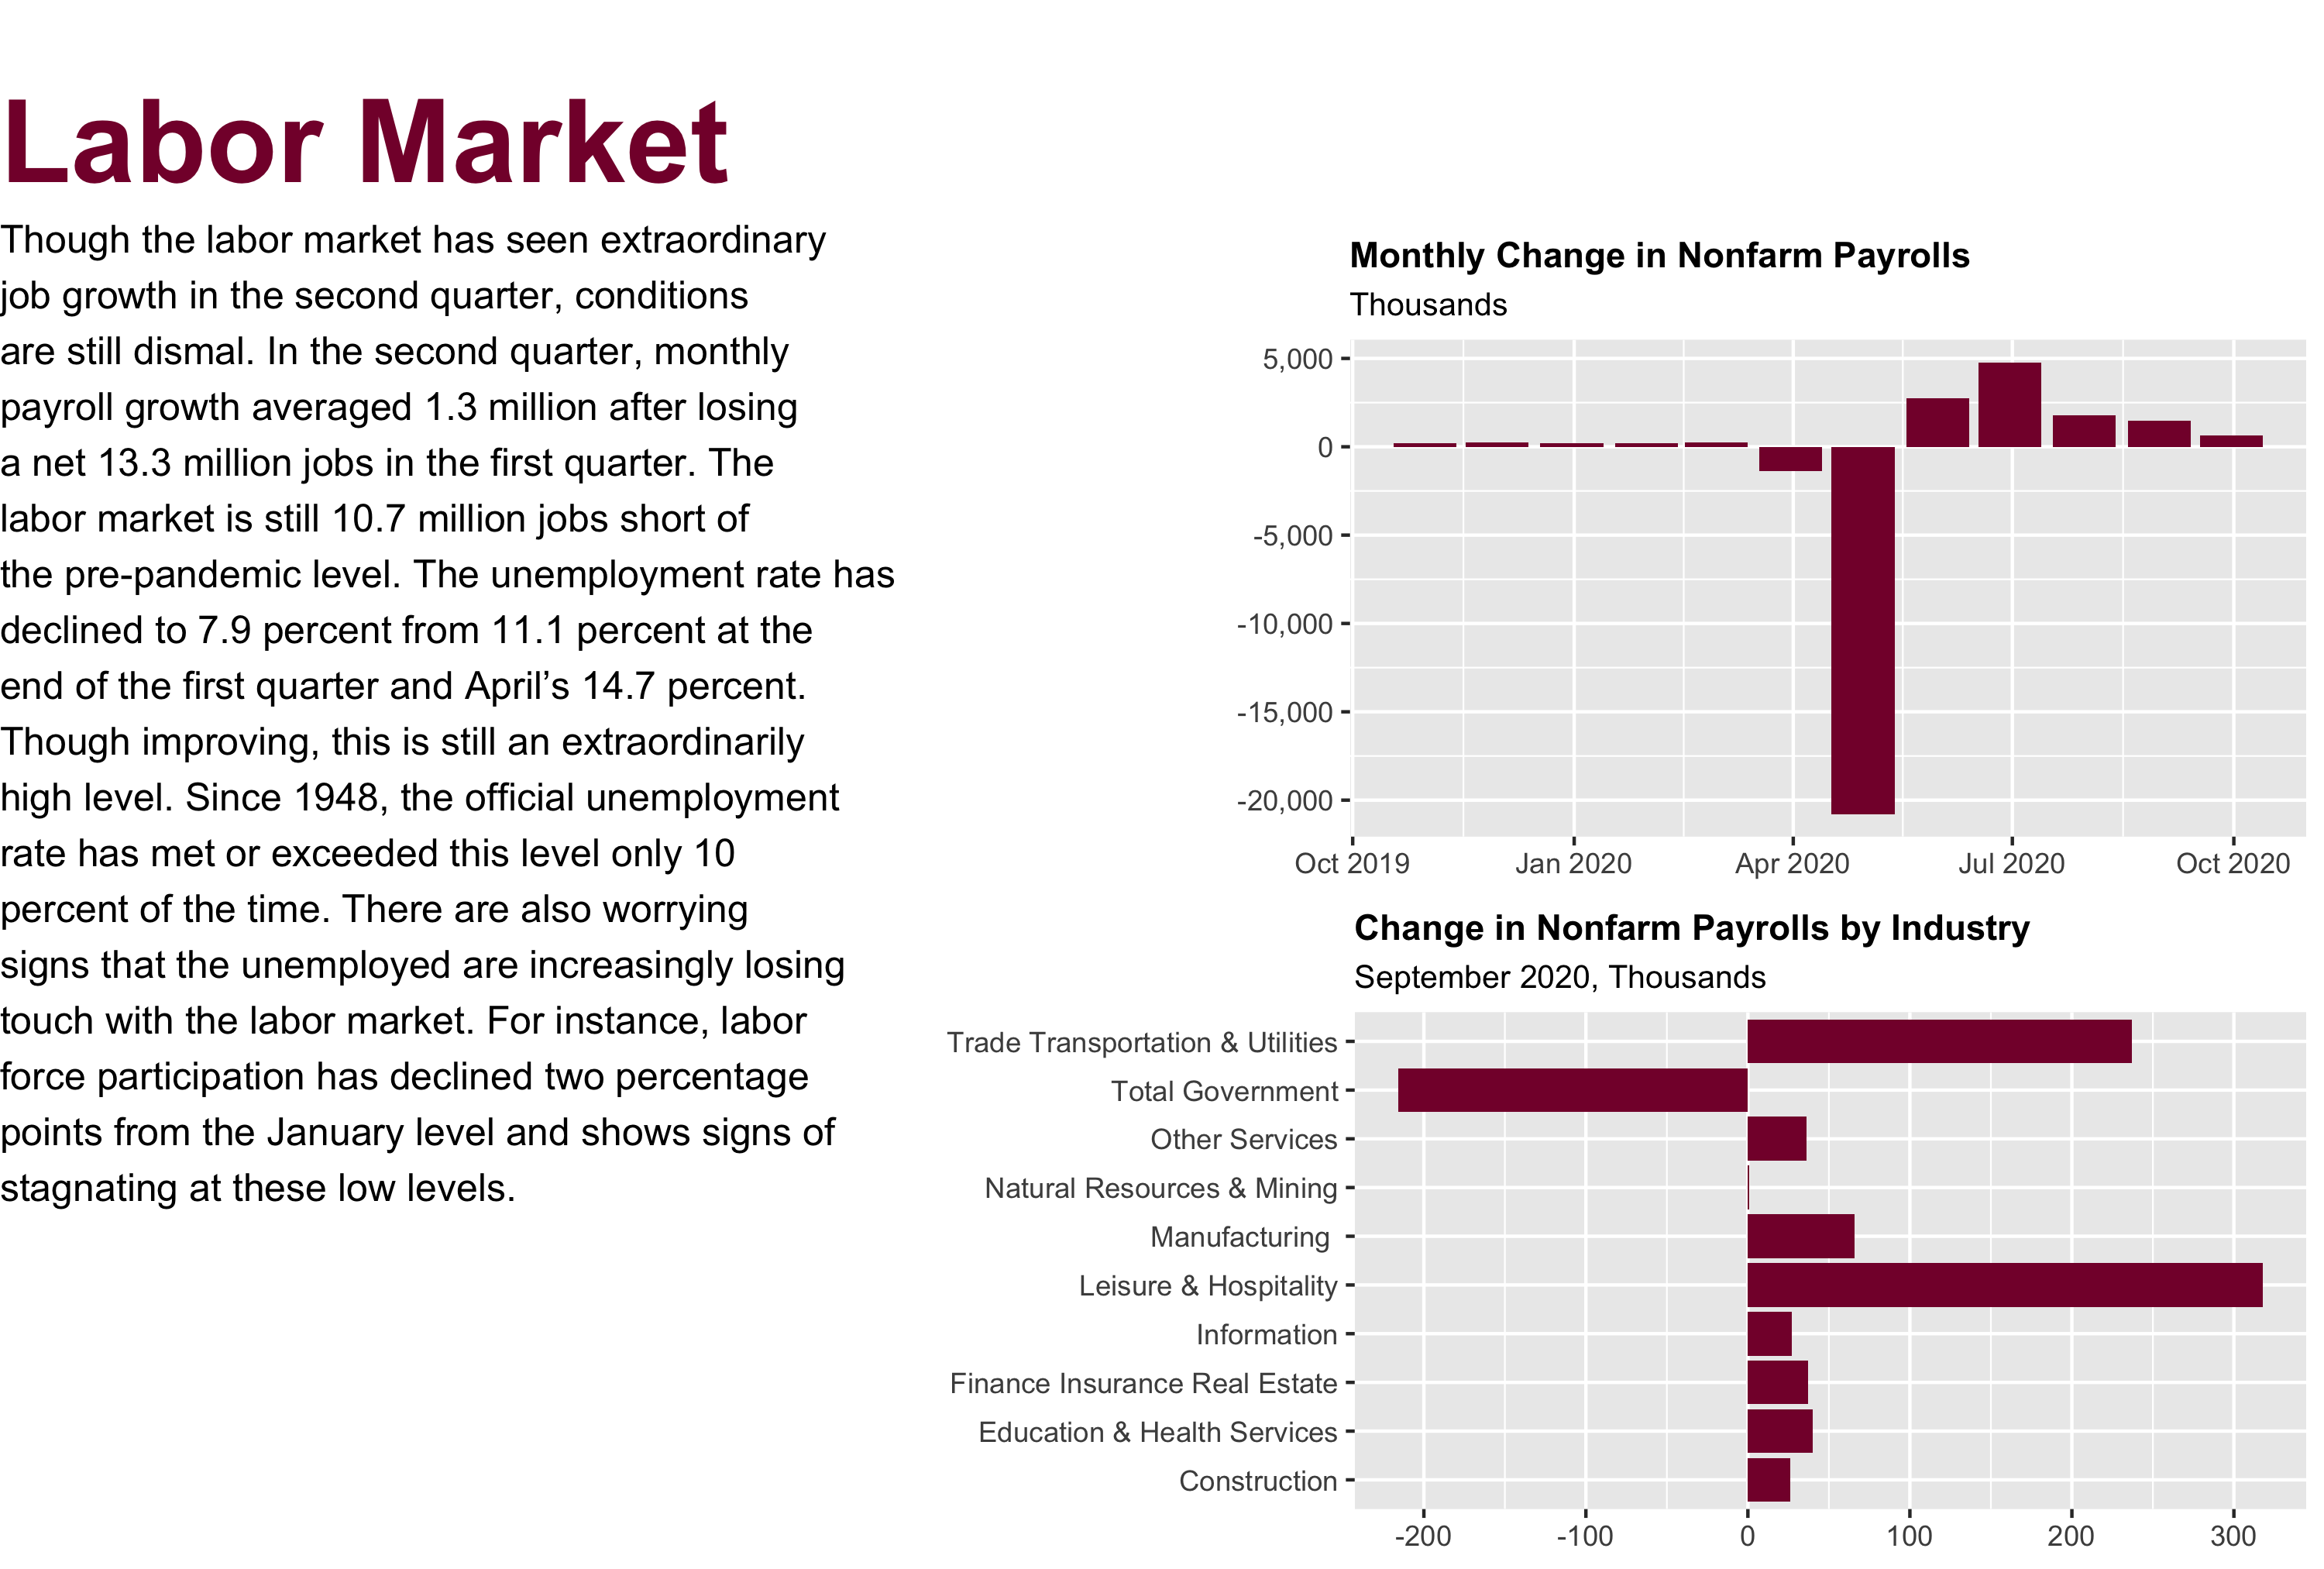 Labor Market
Though the labor market has seen extraordinary
job growth in the second quarter, conditions
are still dismal. In the second quarter, monthly
payroll growth averaged 1.3 million after losing
a net 13.3 million jobs in the first quarter. The
labor market is still 10.7 million jobs short of
the pre-pandemic level. The unemployment rate has
declined to 7.9 percent from 11.1 percent at the
end of the first quarter and April’s 14.7 percent.
Though improving, this is still an extraordinarily
high level. Since 1948, the official unemployment
rate has met or exceeded this level only 10
percent of the time. There are also worrying
signs that the unemployed are increasingly losing
touch with the labor market. For instance, labor
force participation has declined two percentage
points from the January level and shows signs of
stagnating at these low levels.
Monthly Change in Nonfarm Payrolls
Thousands
5,000
0
-5,000
-10,000
-15,000
-20,000
Oct 2019 Jan 2020 Apr 2020 Jul 2020 Oct 2020
Change in Nonfarm Payrolls by Industry
September 2020, Thousands
Trade Transportation & Utilities
Total Government
Other Services
Natural Resources & Mining
Manufacturing
Leisure & Hospitality
Information
Finance Insurance Real Estate
Education & Health Services
Construction
-200 -100 0 100 200 300